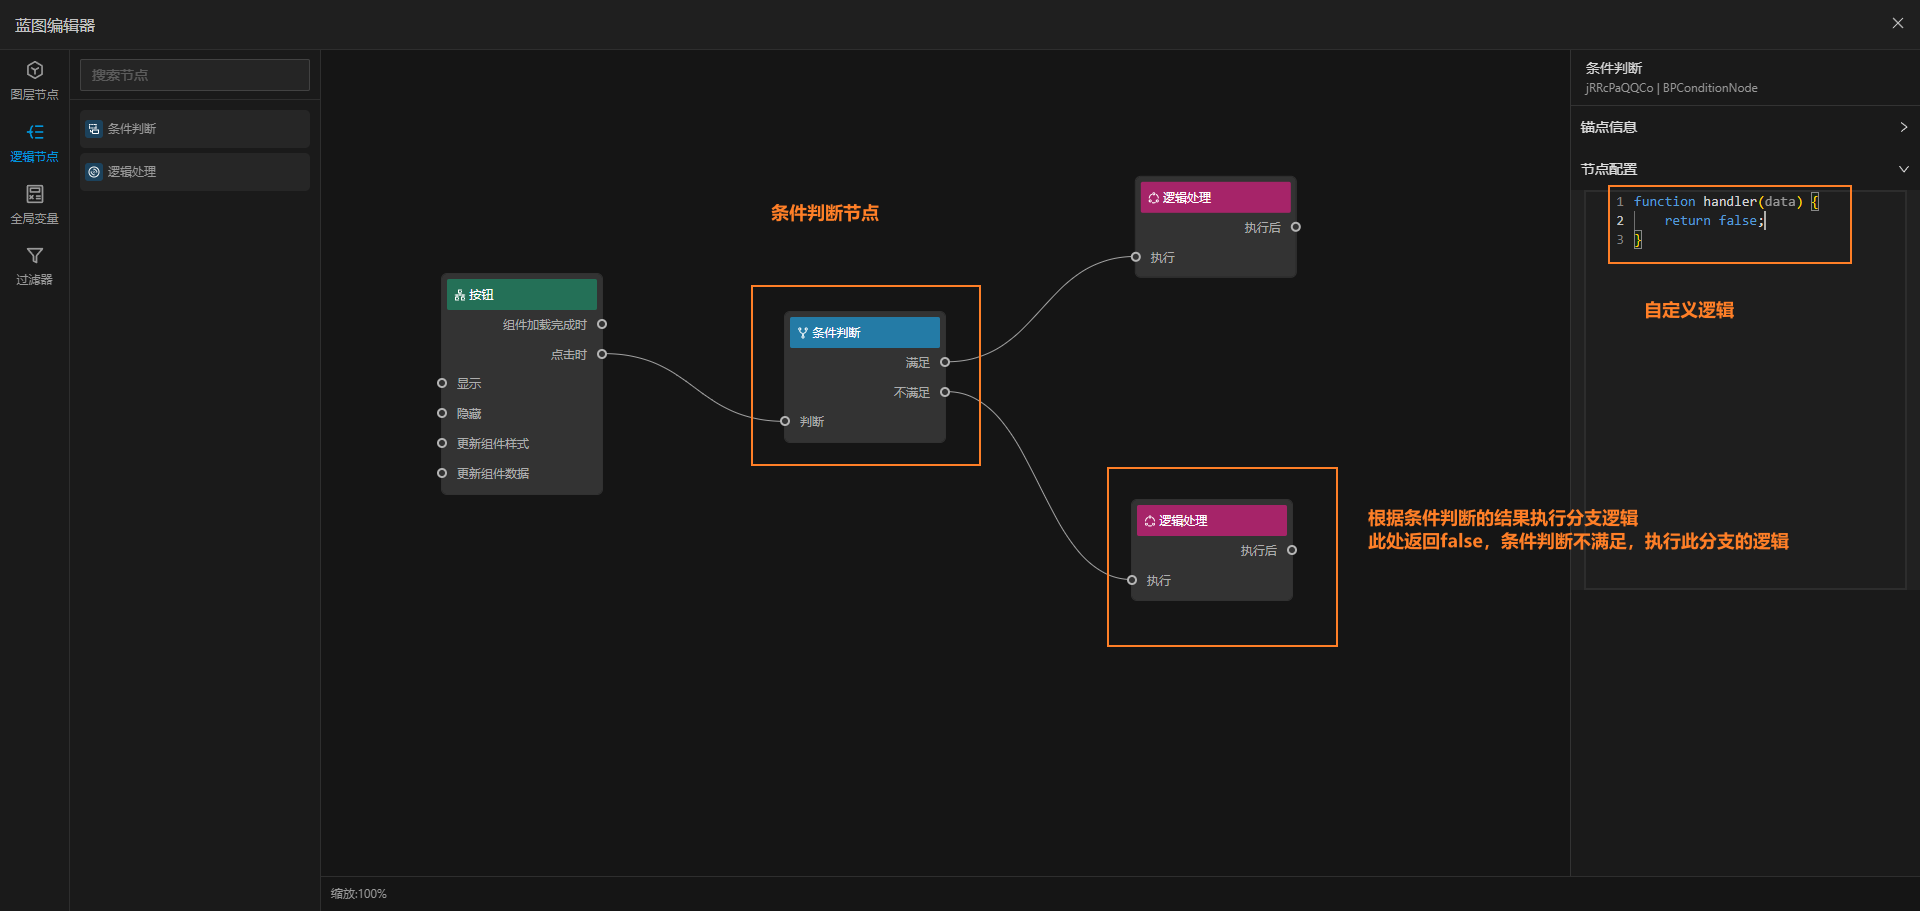 蓝图编辑器
图层节点
逻辑节点
全局变量
过滤器
搜索节点
条件判断
逻辑处理
条件判断节点
按钮
组件加载完成时
点击时
显示
隐藏
更新组件样式
更新组件数据
条件判断
满足
不满足
判断
逻辑处理
执行后
执行
逻辑处理
执行后
执行
根据条件判断的结果执行分支逻辑
此处返回false，条件判断不满足，执行此分支的逻辑
条件判断
jRRcPaQQCo | BPConditionNode
锚点信息
节点配置
1 function handler(data) {
2 return false;
3 }
自定义逻辑
缩放:100%